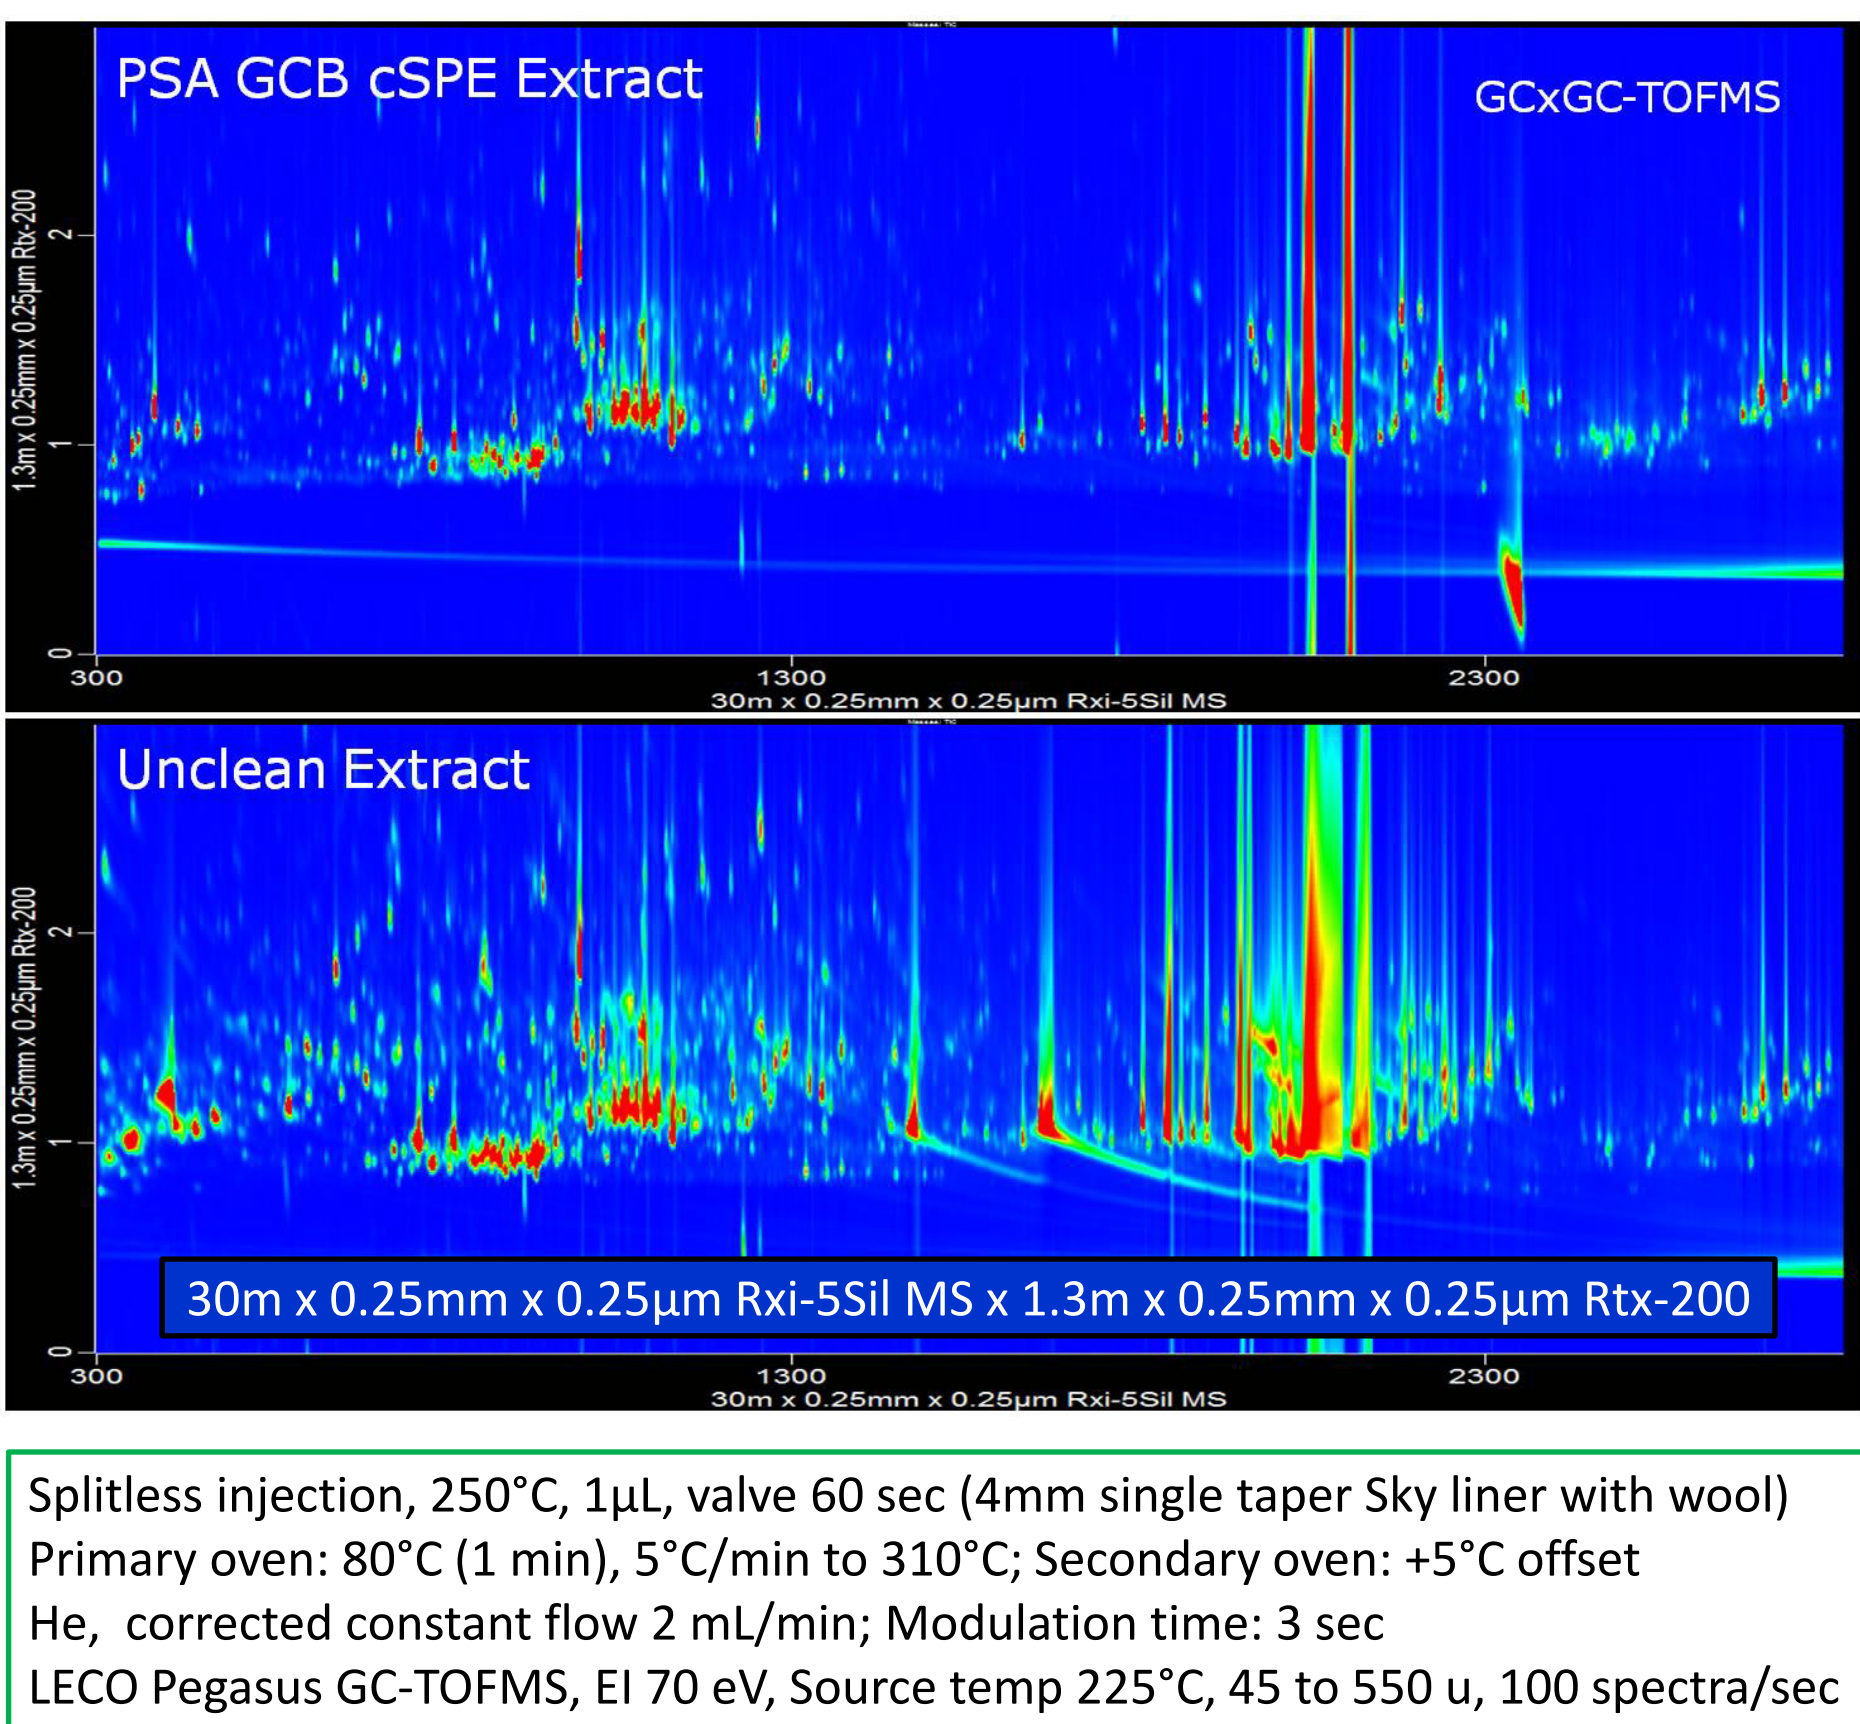 PSA GCB cSPE Extract
GCxGC-TOFMS
1.3m x 0.25mm x 0.25µm Rtx-200
2
1
0
300 1300 2300
30m x 0.25mm x 0.25µm Rxi-5Sil MS
Unclean Extract
1.3m x 0.25mm x 0.25µm Rtx-200
2
1
0
30m x 0.25mm x 0.25µm Rxi-5Sil MS x 1.3m x 0.25mm x 0.25µm Rtx-200
300 1300 2300
30m x 0.25mm x 0.25µm Rxi-5Sil MS
Splitless injection, 250°C, 1µL, valve 60 sec (4mm single taper Sky liner with wool)
Primary oven: 80°C (1 min), 5°C/min to 310°C; Secondary oven: +5°C offset
He, corrected constant flow 2 mL/min; Modulation time: 3 sec
LECO Pegasus GC-TOFMS, EI 70 eV, Source temp 225°C, 45 to 550 u, 100 spectra/sec